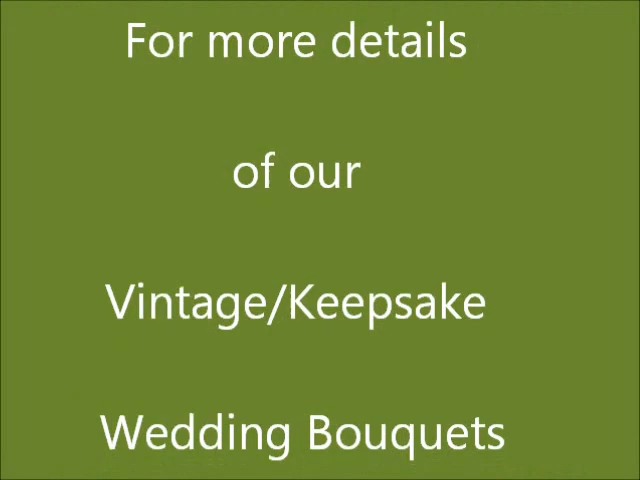 For more details
of our
Vintage/Keepsake
Wedding Bouquets